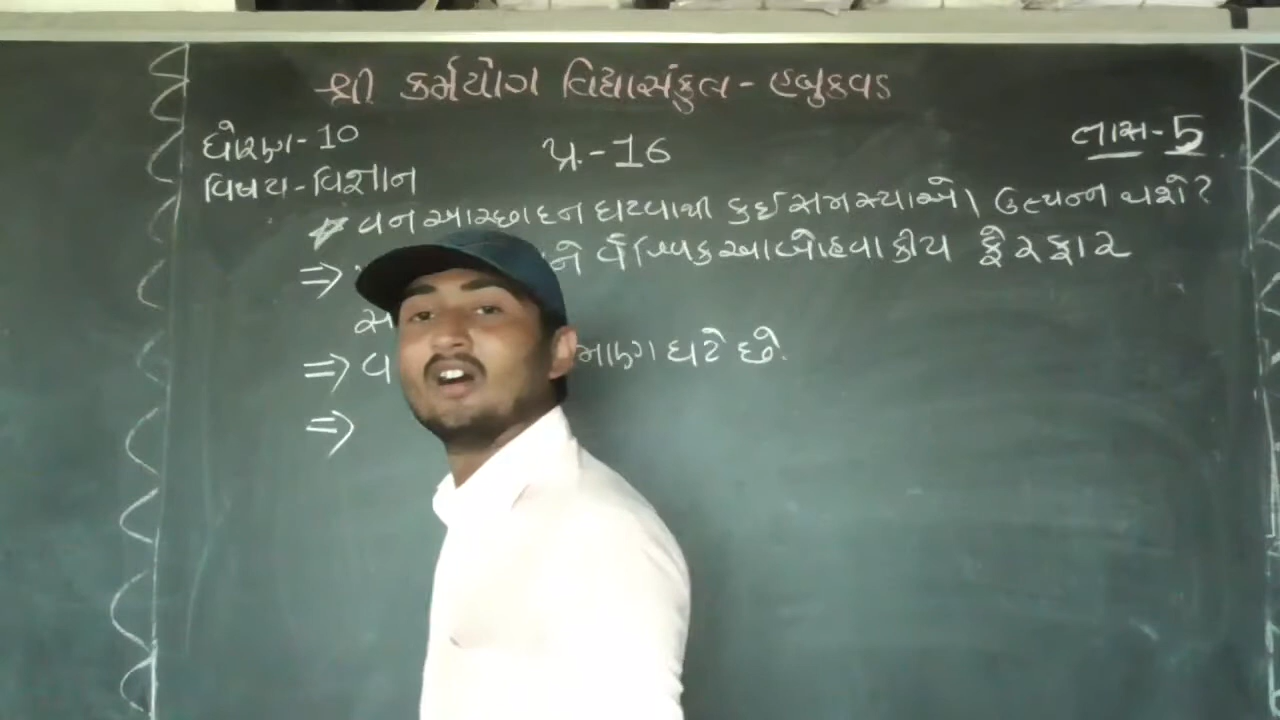 શ્રી કર્મયોગ વિદ્યાસંકુલ - હબુકવડ
ધોરણ - 10
પ્ર. - 16
તાસ - 5
વિષય - વિજ્ઞાન
વન આચ્છાદન ઘટવાથી કઈ સમસ્યાઓ ઉત્પન્ન થશે?
⇒ ને વૈશ્વિક આબોહવાકીય ફેરફાર
⇒ વ માણ ઘટે છે.
⇒